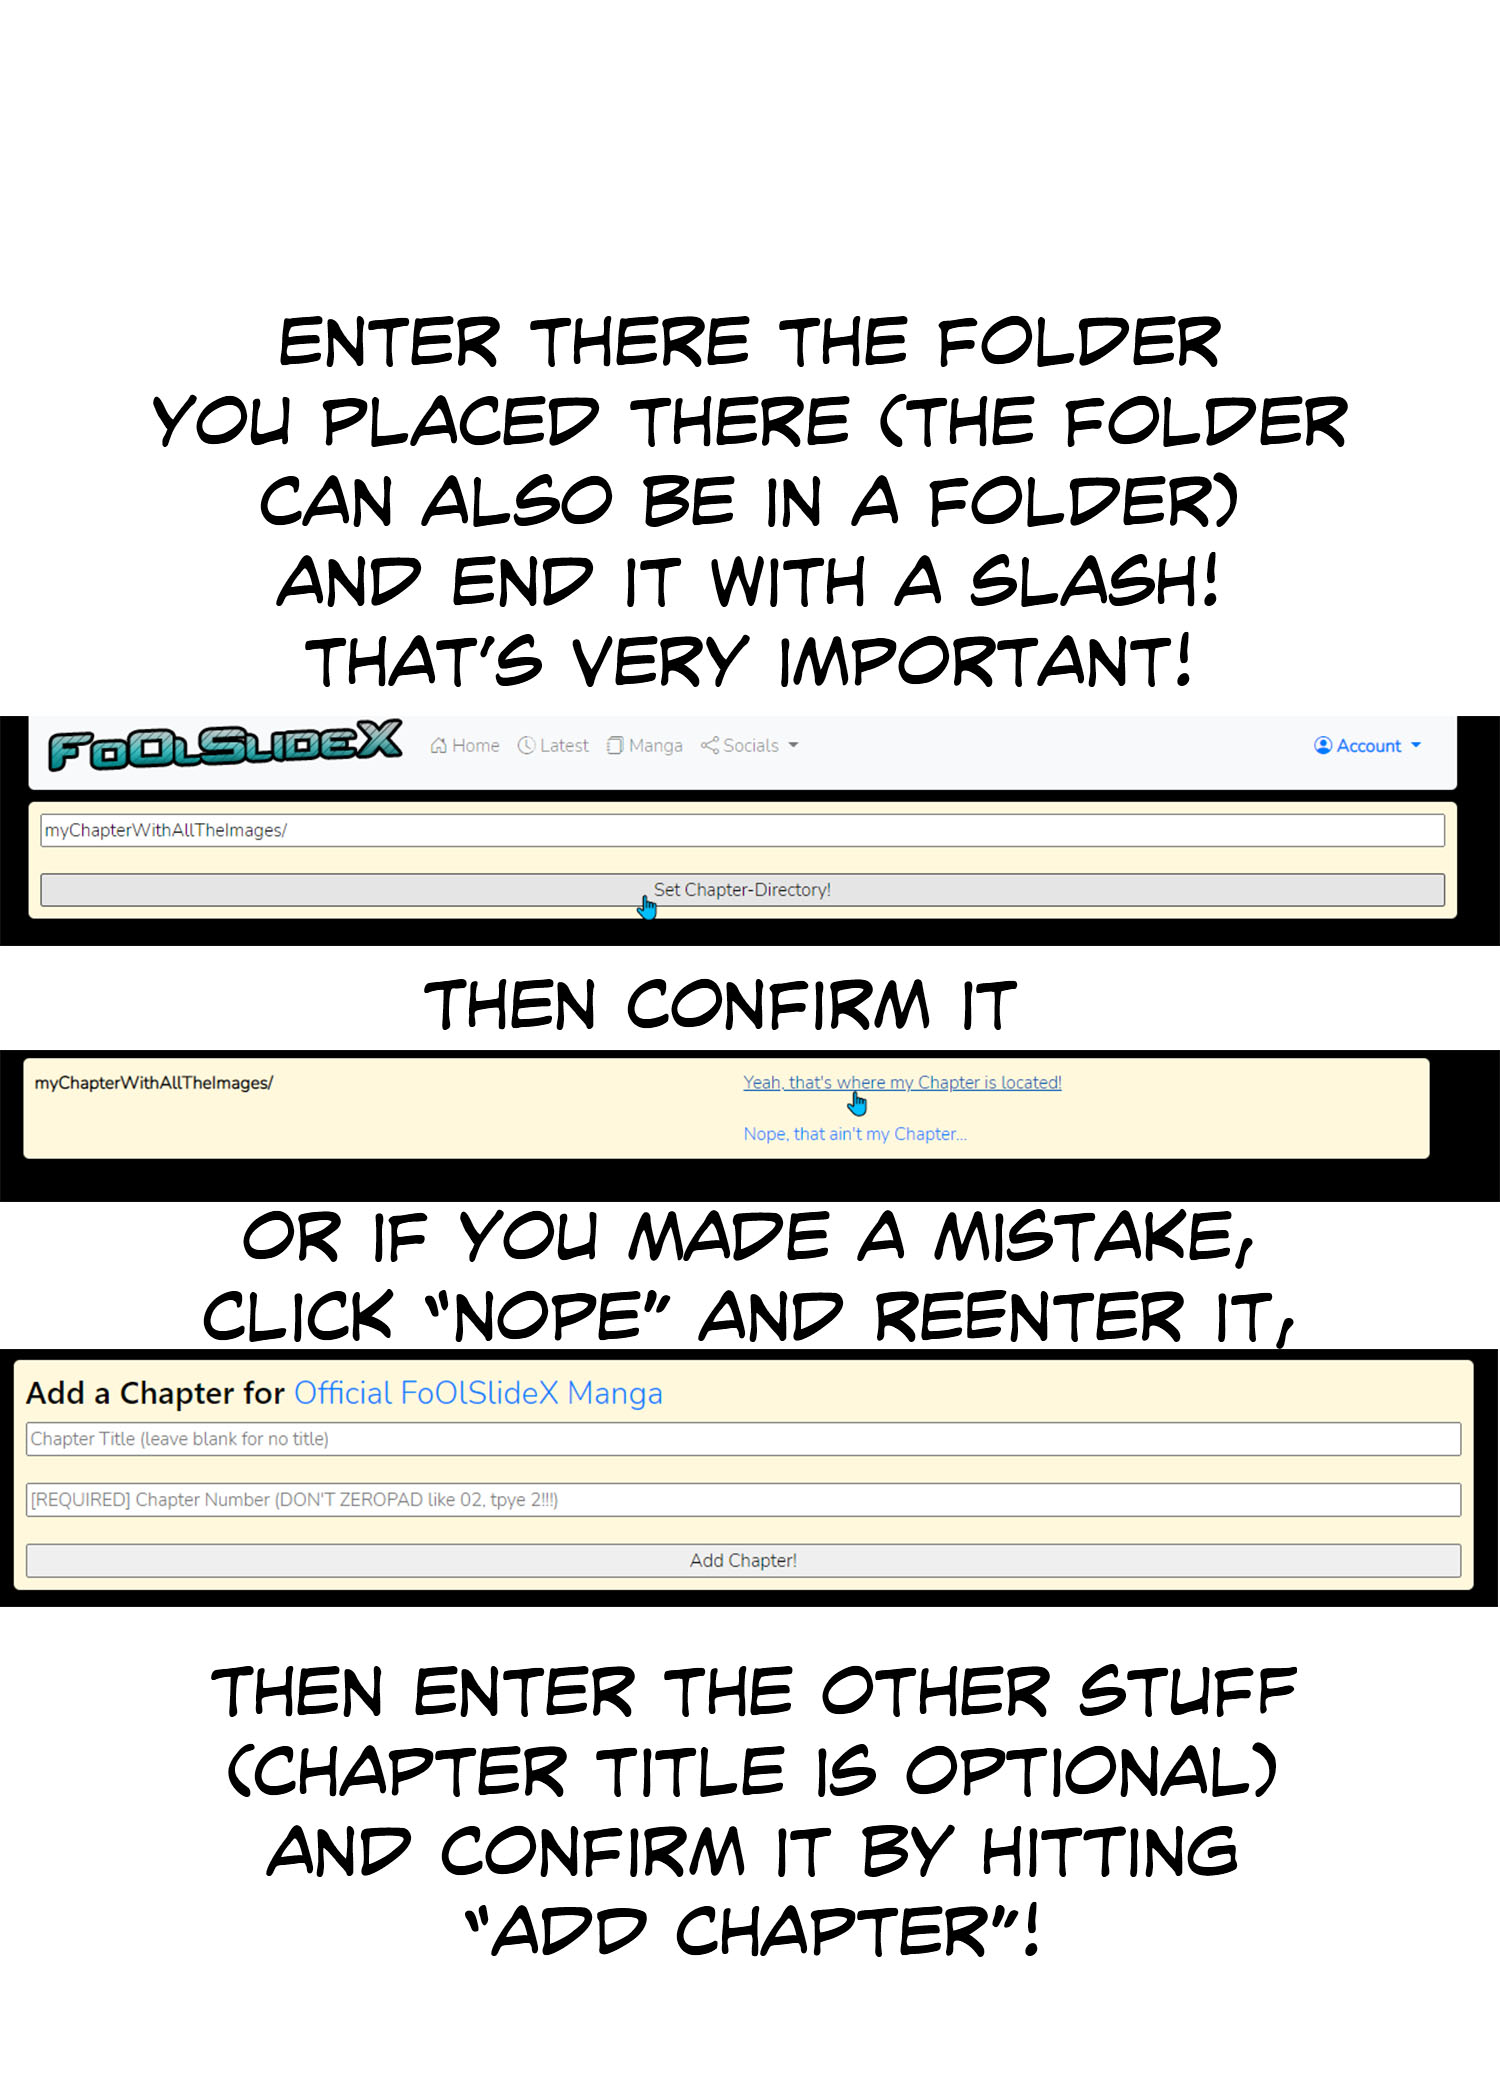 ENTER THERE THE FOLDER
YOU PLACED THERE (THE FOLDER
CAN ALSO BE IN A FOLDER)
AND END IT WITH A SLASH!
THAT'S VERY IMPORTANT!
FoOlSlideX Home Latest Manga Socials Account
myChapterWithAllTheImages/
Set Chapter-Directory!
THEN CONFIRM IT
myChapterWithAllTheImages/ Yeah, that's where my Chapter is located!
Nope, that ain't my Chapter...
OR IF YOU MADE A MISTAKE,
CLICK "NOPE" AND REENTER IT,
Add a Chapter for Official FoOlSlideX Manga
Chapter Title (leave blank for no title)
[REQUIRED] Chapter Number (DON'T ZEROPAD like 02, tpye 2!!!)
Add Chapter!
THEN ENTER THE OTHER STUFF
(CHAPTER TITLE IS OPTIONAL)
AND CONFIRM IT BY HITTING
"ADD CHAPTER"!